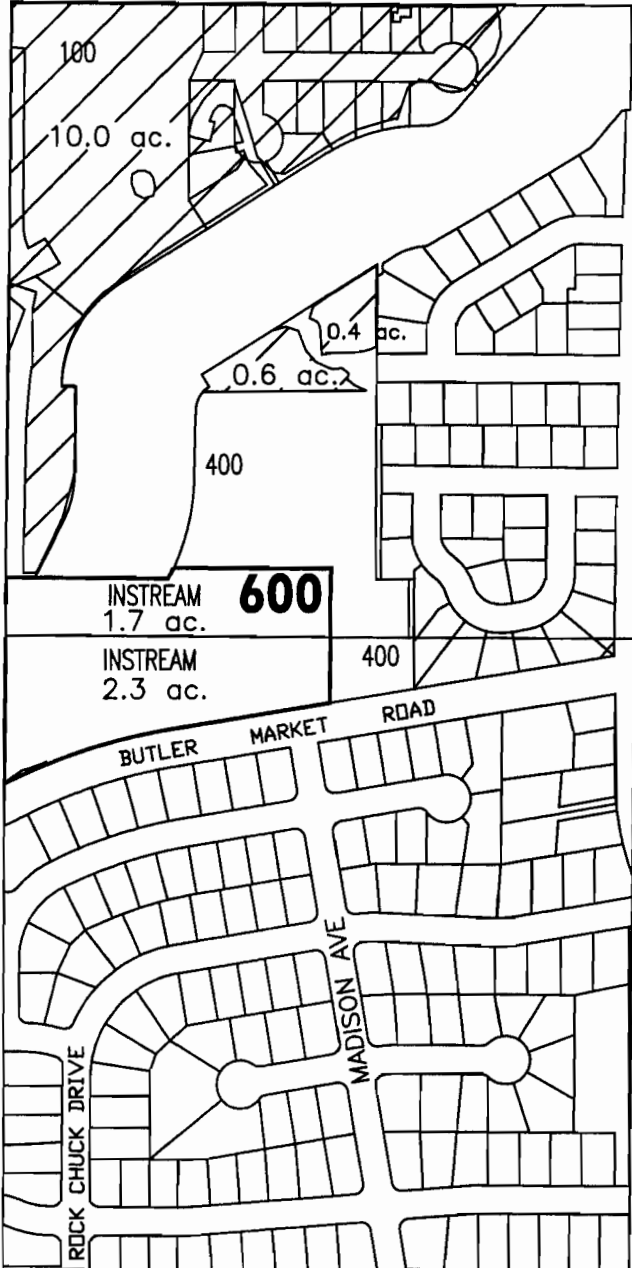 100
10.0 ac.
0.4 ac.
0.6 ac.
400
INSTREAM 600
1.7 ac.
INSTREAM 400
2.3 ac.
BUTLER MARKET ROAD
MADISON AVE
ROCK CHUCK DRIVE